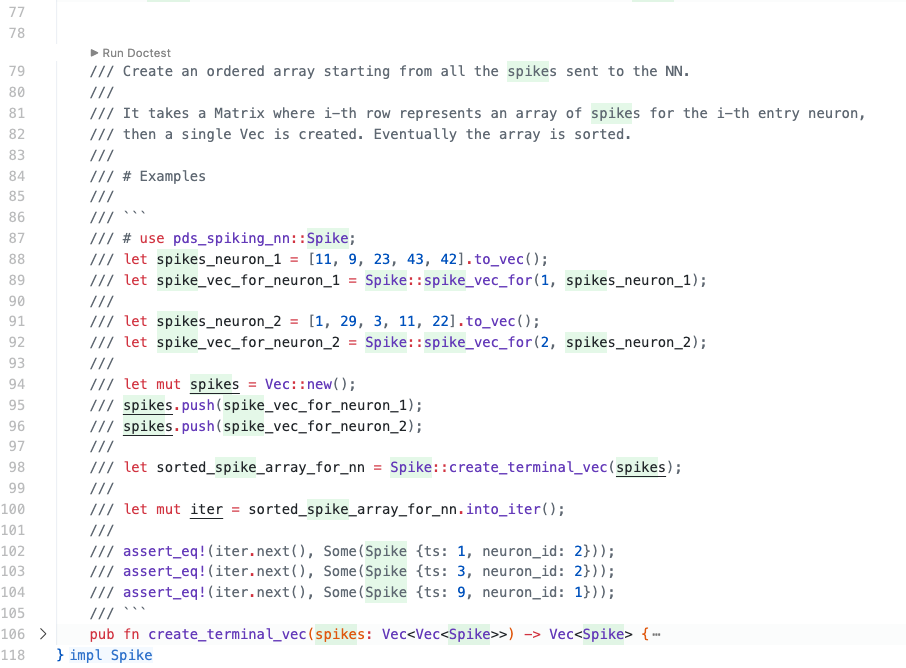 77
78
▶ Run Doctest
79 /// Create an ordered array starting from all the spikes sent to the NN.
80 ///
81 /// It takes a Matrix where i-th row represents an array of spikes for the i-th entry neuron,
82 /// then a single Vec is created. Eventually the array is sorted.
83 ///
84 /// # Examples
85 ///
86 /// ```
87 /// # use pds_spiking_nn::Spike;
88 /// let spikes_neuron_1 = [11, 9, 23, 43, 42].to_vec();
89 /// let spike_vec_for_neuron_1 = Spike::spike_vec_for(1, spikes_neuron_1);
90 ///
91 /// let spikes_neuron_2 = [1, 29, 3, 11, 22].to_vec();
92 /// let spike_vec_for_neuron_2 = Spike::spike_vec_for(2, spikes_neuron_2);
93 ///
94 /// let mut spikes = Vec::new();
95 /// spikes.push(spike_vec_for_neuron_1);
96 /// spikes.push(spike_vec_for_neuron_2);
97 ///
98 /// let sorted_spike_array_for_nn = Spike::create_terminal_vec(spikes);
99 ///
100 /// let mut iter = sorted_spike_array_for_nn.into_iter();
101 ///
102 /// assert_eq!(iter.next(), Some(Spike {ts: 1, neuron_id: 2}));
103 /// assert_eq!(iter.next(), Some(Spike {ts: 3, neuron_id: 2}));
104 /// assert_eq!(iter.next(), Some(Spike {ts: 9, neuron_id: 1}));
105 /// ```
106 > pub fn create_terminal_vec(spikes: Vec<Vec<Spike>>) -> Vec<Spike> {⋯
118 } impl Spike